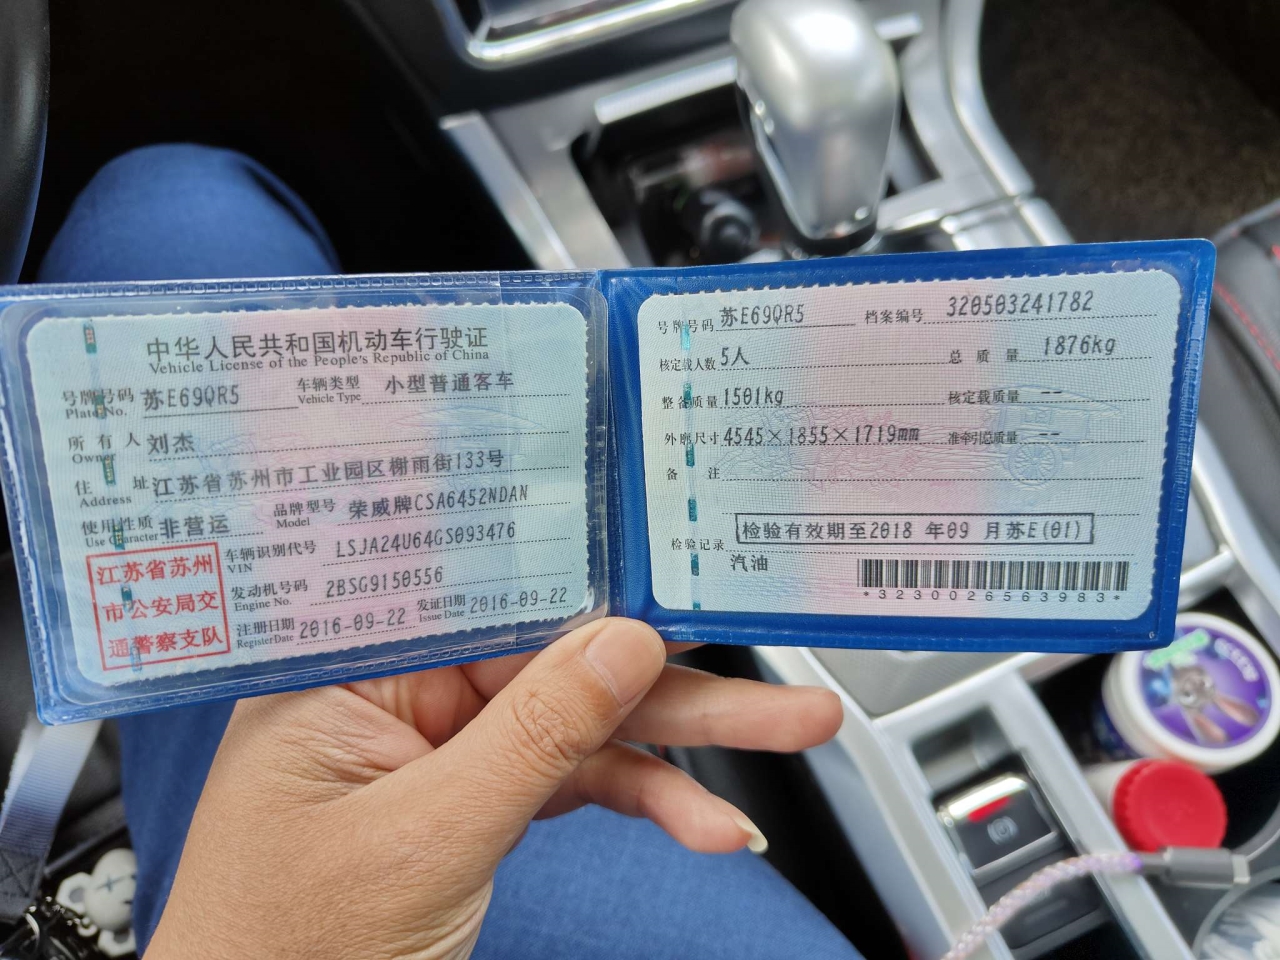 中华人民共和国机动车行驶证
Vehicle License of the People's Republic of China
号牌号码 苏E69QR5 车辆类型 小型普通客车
Plate No. Vehicle Type
所有人 刘杰
Owner
住址 江苏省苏州市工业园区榭雨街133号
Address
使用性质 非营运 品牌型号 荣威牌CSA6452NDAN
Use Character Model
江苏省苏州
市公安局交
通警察支队
车辆识别代号 LSJA24U64GS093476
VIN
发动机号码 2BSG9150556
Engine No.
注册日期 2016-09-22 发证日期 2016-09-22
Register Date Issue Date
号牌号码 苏E69QR5 档案编号 320503241782
核定载人数 5人 总质量 1876kg
整备质量 1501kg 核定载质量 --
外廓尺寸 4545×1855×1719mm 准牵引总质量 --
备注
检验记录 检验有效期至2018 年09 月苏E(01)
汽油
*3230026563983*